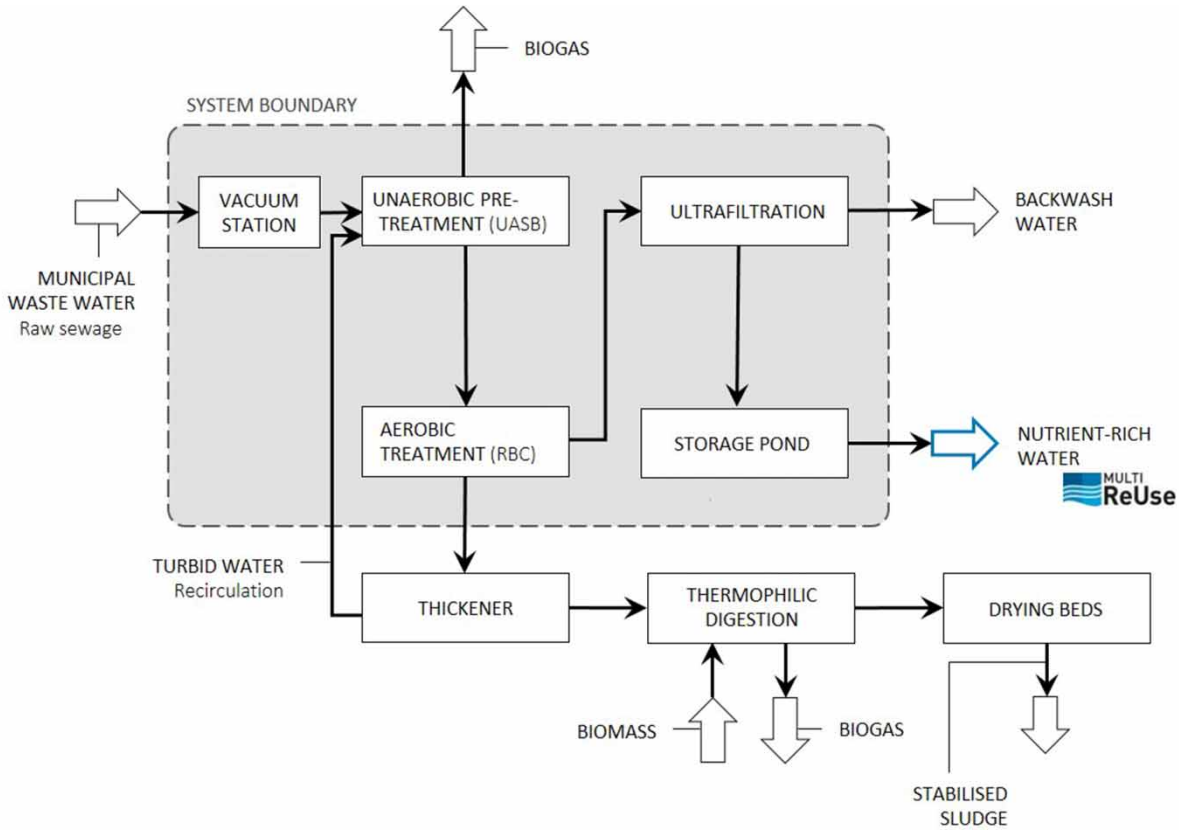 BIOGAS
SYSTEM BOUNDARY
VACUUM
STATION
UNAEROBIC PRE-
TREATMENT (UASB)
ULTRAFILTRATION
BACKWASH
WATER
MUNICIPAL
WASTE WATER
Raw sewage
AEROBIC
TREATMENT (RBC)
STORAGE POND
NUTRIENT-RICH
WATER
MULTI
ReUse
TURBID WATER
Recirculation
THICKENER
THERMOPHILIC
DIGESTION
DRYING BEDS
BIOMASS
BIOGAS
STABILISED
SLUDGE